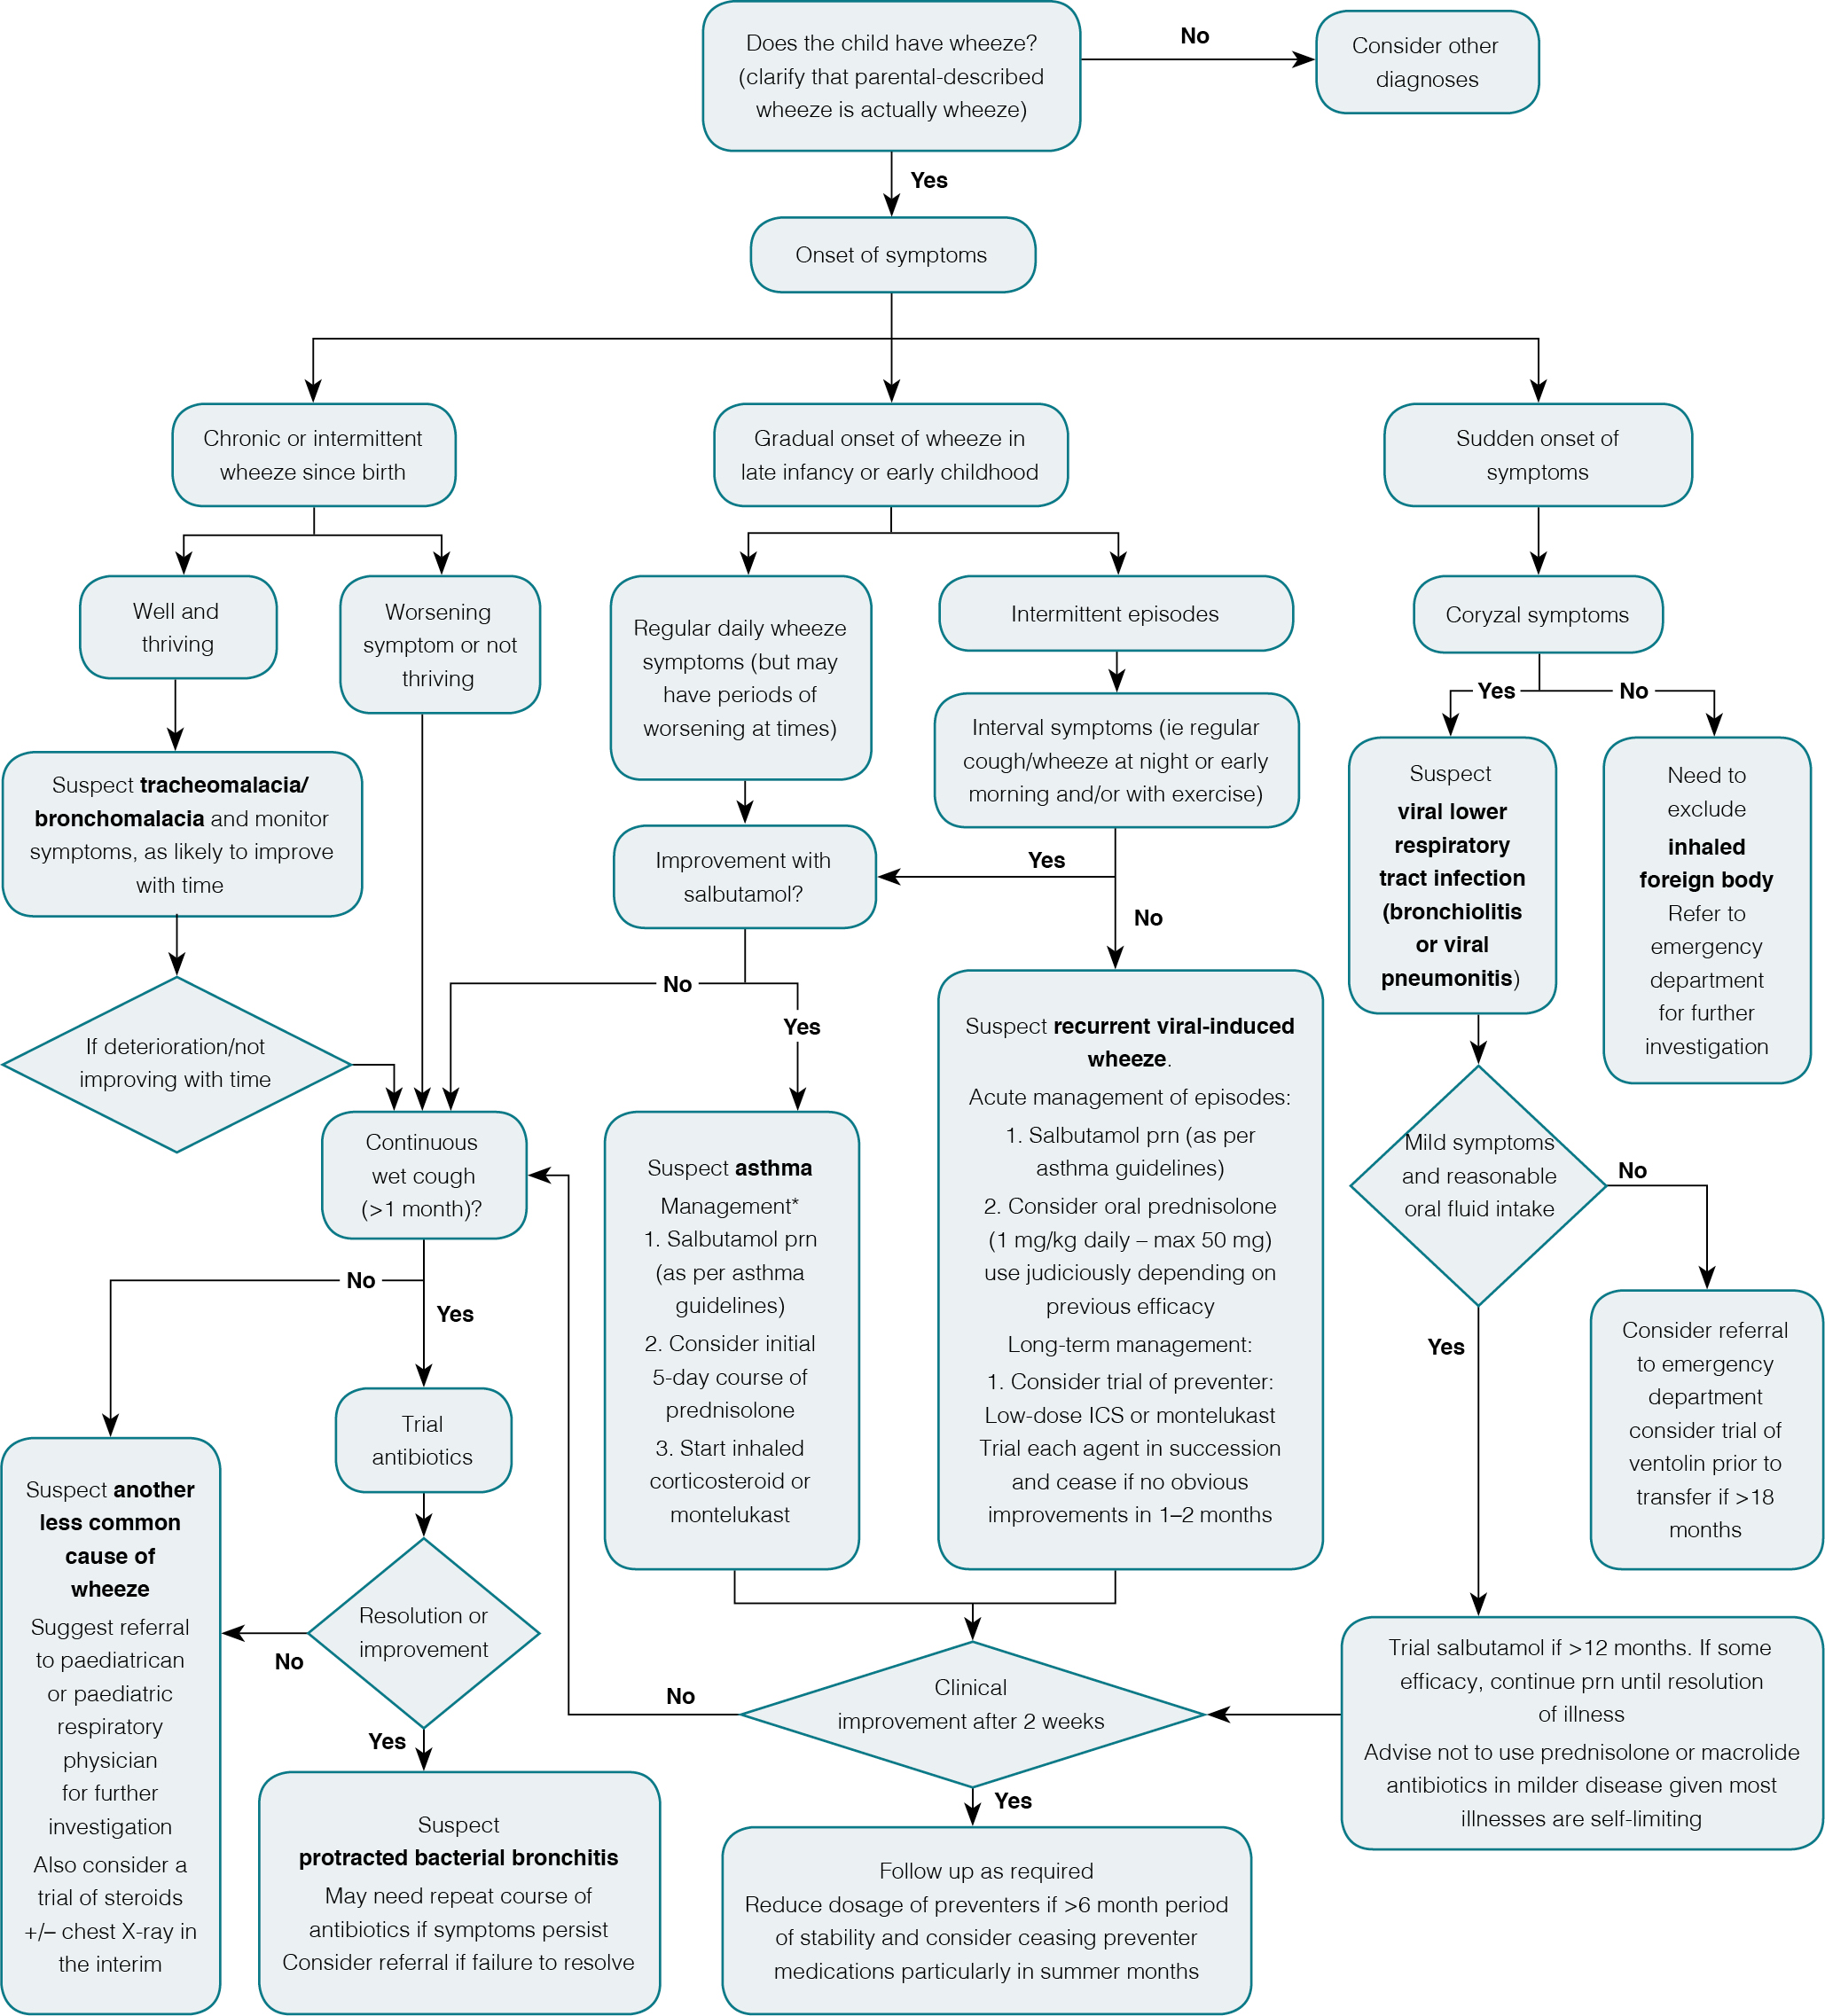 Does the child have wheeze?
(clarify that parental-described
wheeze is actually wheeze)
No
Consider other
diagnoses
Yes
Onset of symptoms
Chronic or intermittent
wheeze since birth
Gradual onset of wheeze in
late infancy or early childhood
Sudden onset of
symptoms
Well and
thriving
Worsening
symptom or not
thriving
Regular daily wheeze
symptoms (but may
have periods of
worsening at times)
Intermittent episodes
Coryzal symptoms
Yes
No
Interval symptoms (ie regular
cough/wheeze at night or early
morning and/or with exercise)
Suspect tracheomalacia/
bronchomalacia and monitor
symptoms, as likely to improve
with time
Improvement with
salbutamol?
Yes
No
Suspect
viral lower
respiratory
tract infection
(bronchiolitis
or viral
pneumonitis)
Need to
exclude
inhaled
foreign body
Refer to
emergency
department
for further
investigation
No
Yes
If deterioration/not
improving with time
Continuous
wet cough
(>1 month)?
Suspect asthma
Management*
1. Salbutamol prn
(as per asthma
guidelines)
2. Consider initial
5-day course of
prednisolone
3. Start inhaled
corticosteroid or
montelukast
Suspect recurrent viral-induced
wheeze.
Acute management of episodes:
1. Salbutamol prn (as per
asthma guidelines)
2. Consider oral prednisolone
(1 mg/kg daily – max 50 mg)
use judiciously depending on
previous efficacy
Long-term management:
1. Consider trial of preventer:
Low-dose ICS or montelukast
Trial each agent in succession
and cease if no obvious
improvements in 1–2 months
Mild symptoms
and reasonable
oral fluid intake
No
Yes
Consider referral
to emergency
department
consider trial of
ventolin prior to
transfer if >18
months
No
Yes
Trial
antibiotics
Suspect another
less common
cause of
wheeze
Suggest referral
to paediatrican
or paediatric
respiratory
physician
for further
investigation
Also consider a
trial of steroids
+/– chest X-ray in
the interim
Resolution or
improvement
No
Yes
Suspect
protracted bacterial bronchitis
May need repeat course of
antibiotics if symptoms persist
Consider referral if failure to resolve
Clinical
improvement after 2 weeks
No
Yes
Trial salbutamol if >12 months. If some
efficacy, continue prn until resolution
of illness
Advise not to use prednisolone or macrolide
antibiotics in milder disease given most
illnesses are self-limiting
Follow up as required
Reduce dosage of preventers if >6 month period
of stability and consider ceasing preventer
medications particularly in summer months